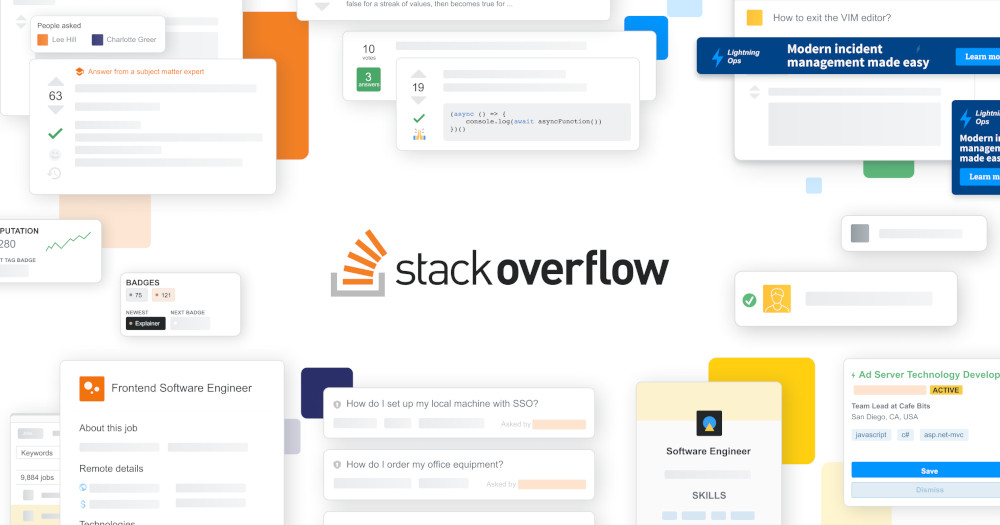 false for a streak of values, then becomes true for ...
People asked
Lee Hill
Charlotte Greer
Answer from a subject matter expert
63
10
votes
3
answers
19
(async () => {
console.log(await asyncFunction())
})()
How to exit the VIM editor?
Lightning
Ops
Modern incident
management made easy
Learn mo
Lightnin
Ops
Modern in
managem
made easy
Learn m
PUTATION
280
T TAG BADGE
BADGES
75
121
NEWEST
NEXT BADGE
Explainer
stackoverflow
Frontend Software Engineer
About this job
Remote details
Technologies
Keywords
9,884 jobs
How do I set up my local machine with SSO?
Asked by
How do I order my office equipment?
Asked by
Software Engineer
SKILLS
Ad Server Technology Develop
ACTIVE
Team Lead at Cafe Bits
San Diego, CA, USA
javascript
c#
asp.net-mvc
Save
Dismiss